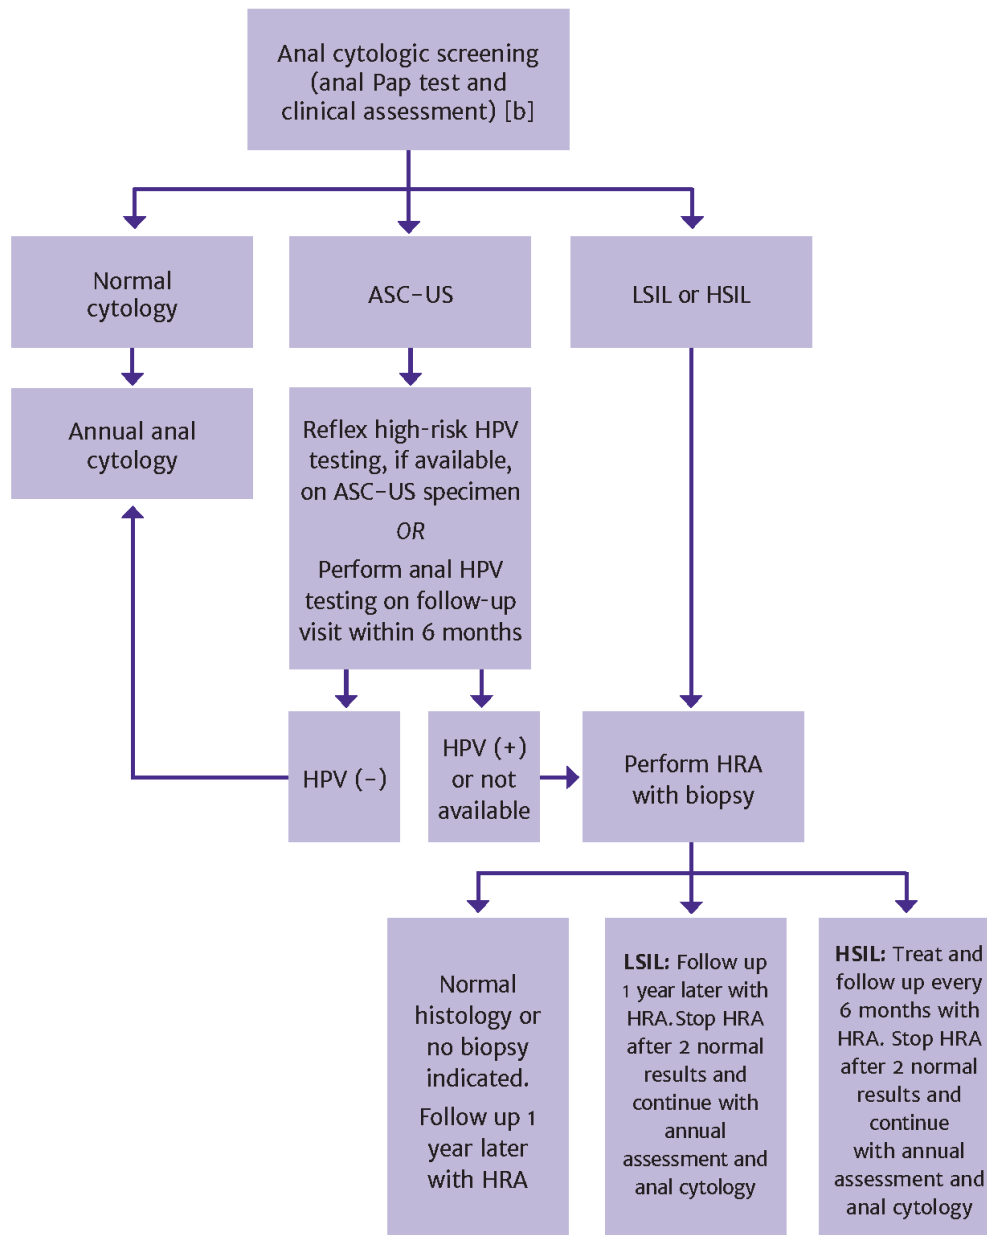 Anal cytologic screening
(anal Pap test and
clinical assessment) [b]
Normal
cytology
ASC-US
LSIL or HSIL
Annual anal
cytology
Reflex high-risk HPV
testing, if available,
on ASC-US specimen
OR
Perform anal HPV
testing on follow-up
visit within 6 months
HPV (-)
HPV (+)
or not
available
Perform HRA
with biopsy
Normal
histology or
no biopsy
indicated.
Follow up 1
year later
with HRA
LSIL: Follow up
1 year later with
HRA. Stop HRA
after 2 normal
results and
continue with
annual
assessment and
anal cytology
HSIL: Treat and
follow up every
6 months with
HRA. Stop HRA
after 2 normal
results and
continue
with annual
assessment and
anal cytology